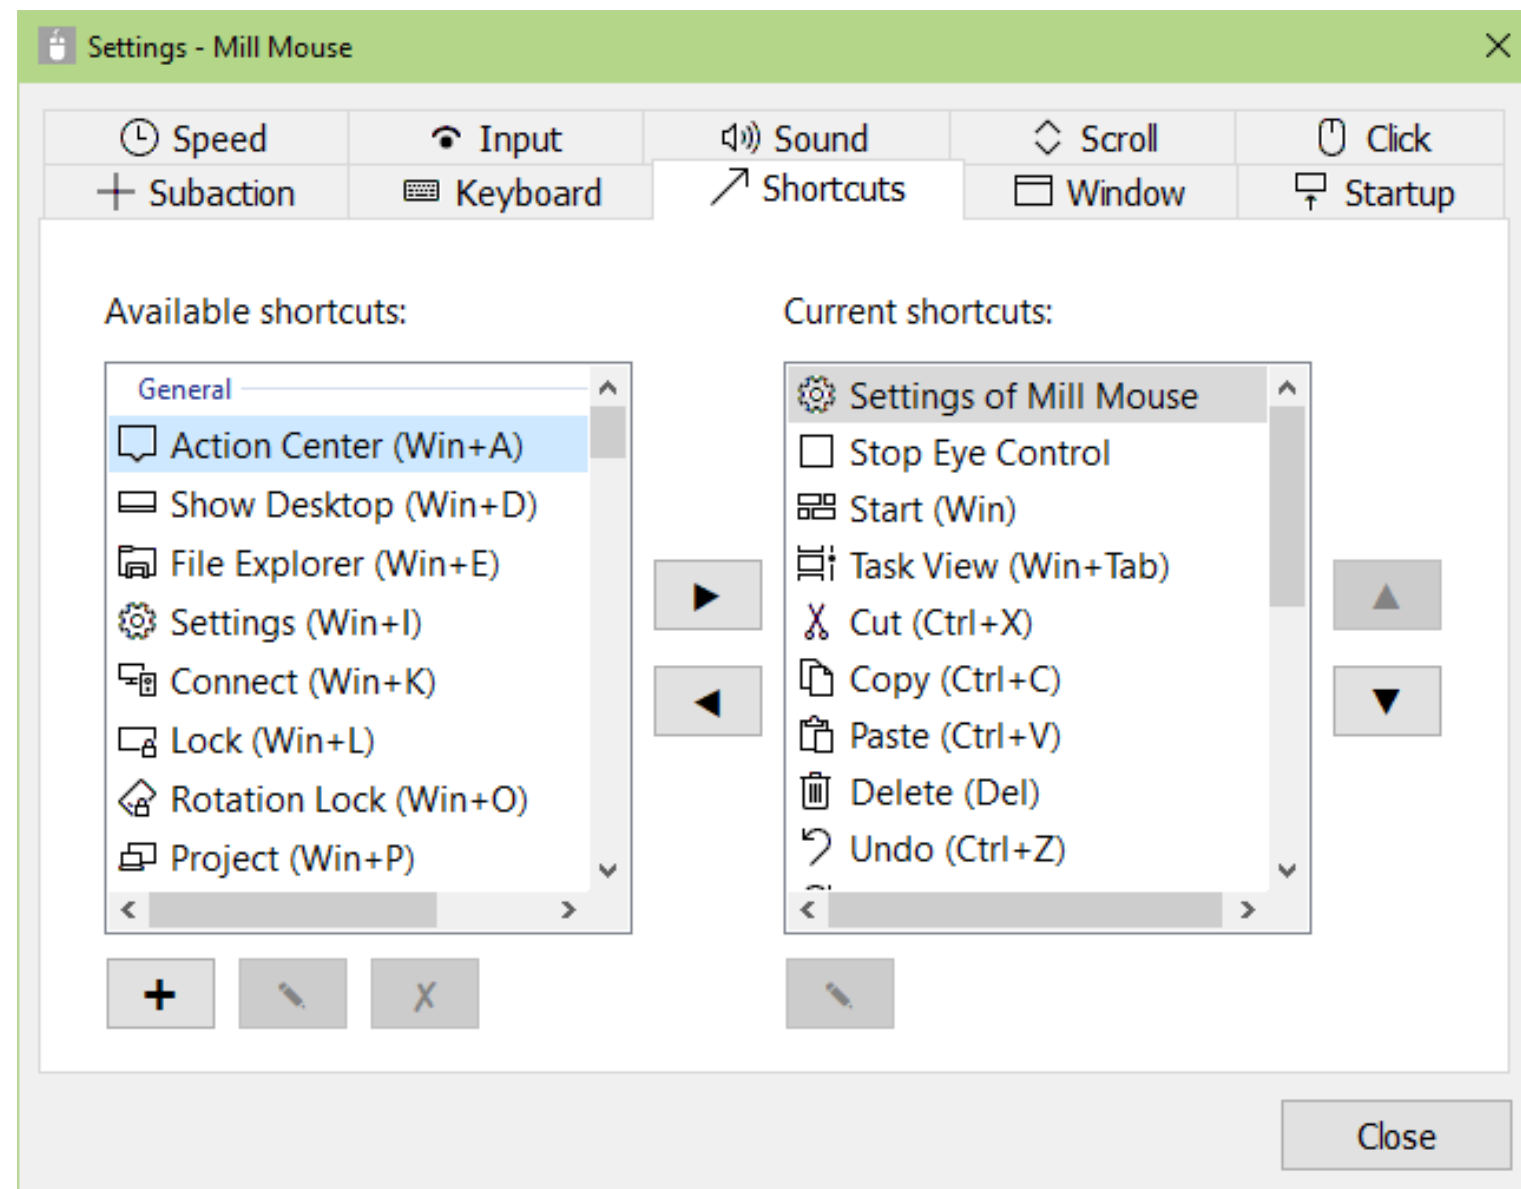 Settings - Mill Mouse
Speed
Input
Sound
Scroll
Click
Subaction
Keyboard
Shortcuts
Window
Startup
Available shortcuts:
General
Action Center (Win+A)
Show Desktop (Win+D)
File Explorer (Win+E)
Settings (Win+I)
Connect (Win+K)
Lock (Win+L)
Rotation Lock (Win+O)
Project (Win+P)
Current shortcuts:
Settings of Mill Mouse
Stop Eye Control
Start (Win)
Task View (Win+Tab)
Cut (Ctrl+X)
Copy (Ctrl+C)
Paste (Ctrl+V)
Delete (Del)
Undo (Ctrl+Z)
Close